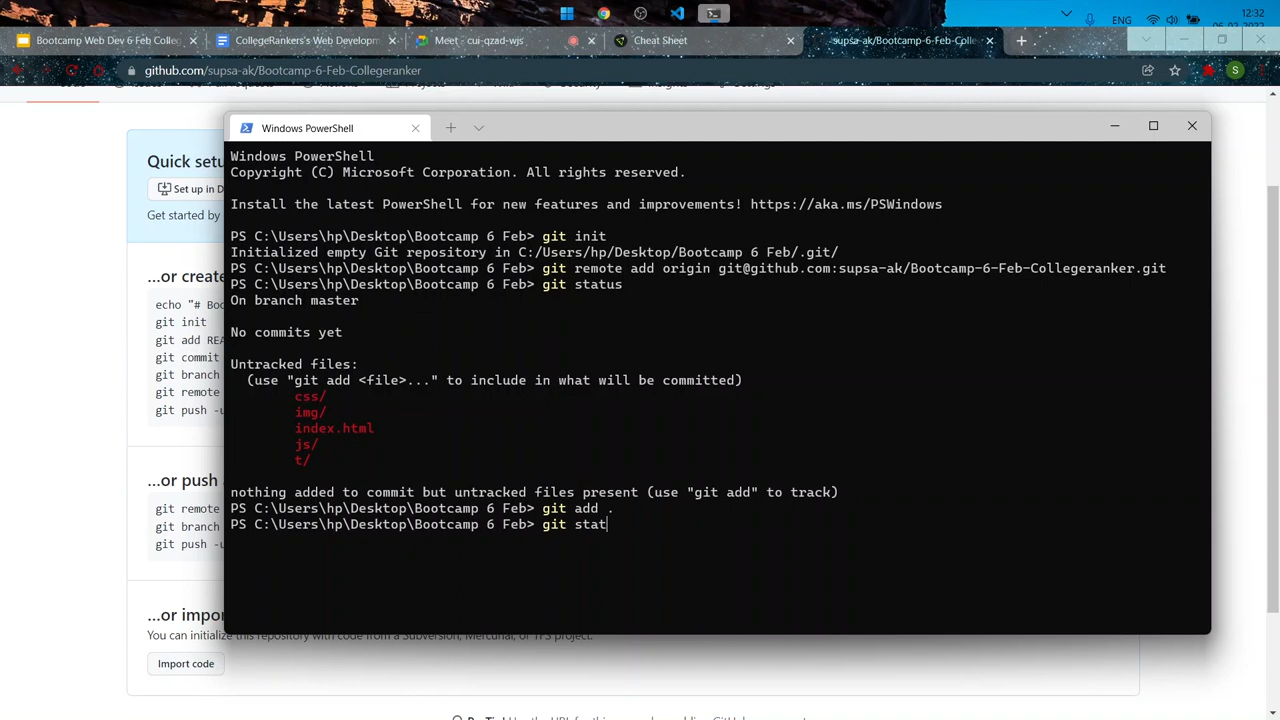 12:32
ENG
Bootcamp Web Dev 6 Feb Colleg
CollegeRankers's Web Developm
Meet - cui-qzad-wjs
Cheat Sheet
supsa-ak/Bootcamp-6-Feb-Colle
github.com/supsa-ak/Bootcamp-6-Feb-Collegeranker
S
Quick setu
Set up in D
Get started by
...or create
echo "# Boo
git init
git add REA
git commit
git branch
git remote
git push -u
...or push
git remote
git branch
git push -u
...or impor
You can initialize this repository with code from a Subversion, Mercurial, or TFS project.
Import code
Windows PowerShell
Windows PowerShell
Copyright (C) Microsoft Corporation. All rights reserved.
Install the latest PowerShell for new features and improvements! https://aka.ms/PSWindows
PS C:\Users\hp\Desktop\Bootcamp 6 Feb> git init
Initialized empty Git repository in C:/Users/hp/Desktop/Bootcamp 6 Feb/.git/
PS C:\Users\hp\Desktop\Bootcamp 6 Feb> git remote add origin git@github.com:supsa-ak/Bootcamp-6-Feb-Collegeranker.git
PS C:\Users\hp\Desktop\Bootcamp 6 Feb> git status
On branch master
No commits yet
Untracked files:
(use "git add <file>..." to include in what will be committed)
css/
img/
index.html
js/
t/
nothing added to commit but untracked files present (use "git add" to track)
PS C:\Users\hp\Desktop\Bootcamp 6 Feb> git add .
PS C:\Users\hp\Desktop\Bootcamp 6 Feb> git stat